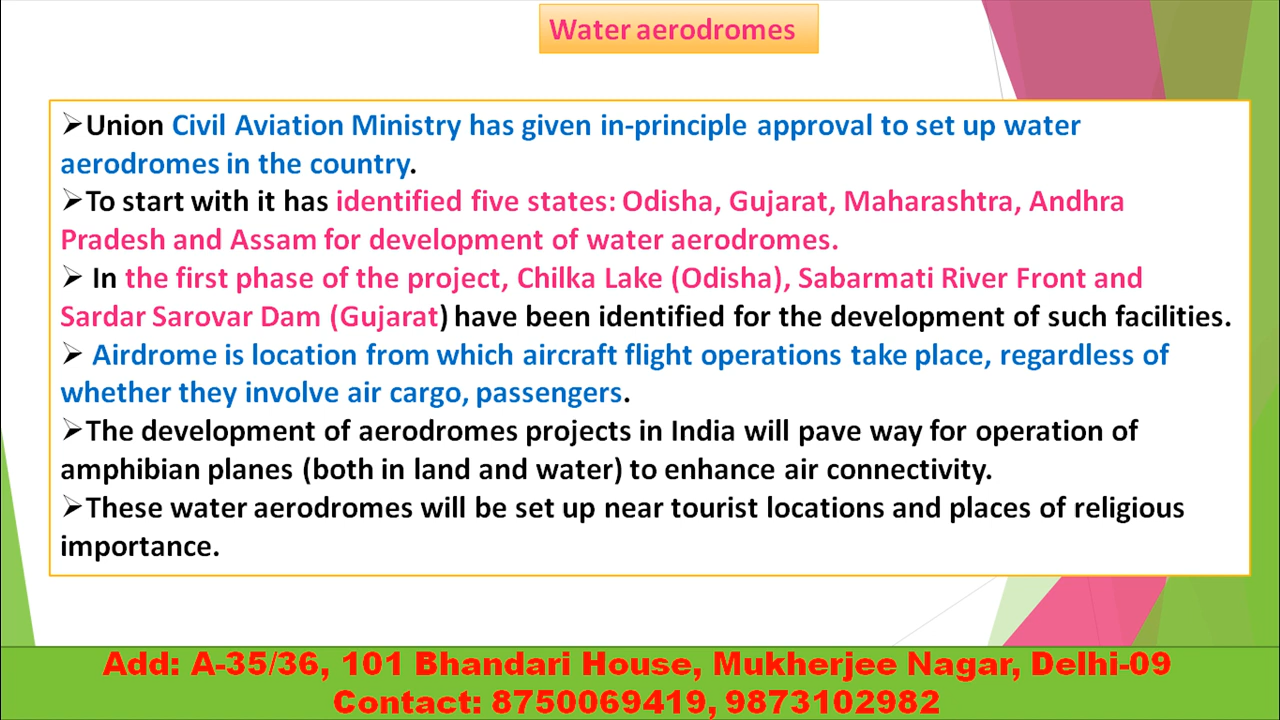 Water aerodromes
➢Union Civil Aviation Ministry has given in-principle approval to set up water
aerodromes in the country.
➢To start with it has identified five states: Odisha, Gujarat, Maharashtra, Andhra
Pradesh and Assam for development of water aerodromes.
➢ In the first phase of the project, Chilka Lake (Odisha), Sabarmati River Front and
Sardar Sarovar Dam (Gujarat) have been identified for the development of such facilities.
➢ Airdrome is location from which aircraft flight operations take place, regardless of
whether they involve air cargo, passengers.
➢The development of aerodromes projects in India will pave way for operation of
amphibian planes (both in land and water) to enhance air connectivity.
➢These water aerodromes will be set up near tourist locations and places of religious
importance.
Add: A-35/36, 101 Bhandari House, Mukherjee Nagar, Delhi-09
Contact: 8750069419, 9873102982